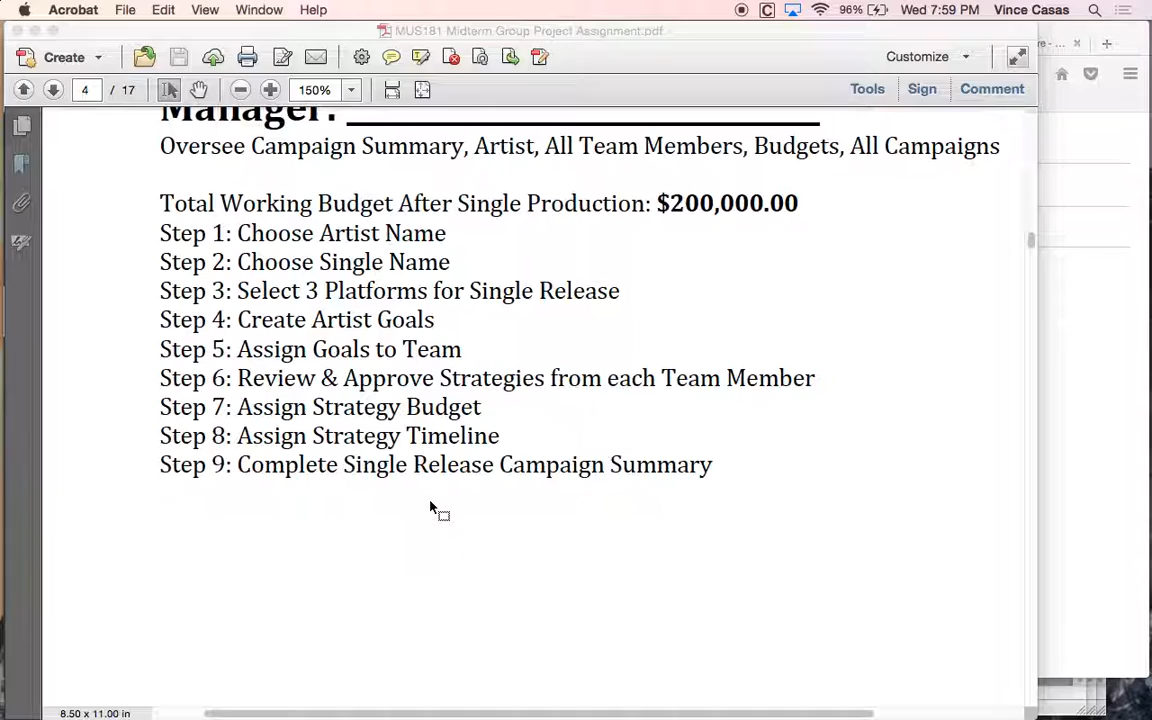 Acrobat File Edit View Window Help 96% Wed 7:59 PM Vince Casas
MUS181 Midterm Group Project Assignment.pdf
Create Customize
4 / 17 150% Tools Sign Comment
Manager: ______________________
Oversee Campaign Summary, Artist, All Team Members, Budgets, All Campaigns
Total Working Budget After Single Production: $200,000.00
Step 1: Choose Artist Name
Step 2: Choose Single Name
Step 3: Select 3 Platforms for Single Release
Step 4: Create Artist Goals
Step 5: Assign Goals to Team
Step 6: Review & Approve Strategies from each Team Member
Step 7: Assign Strategy Budget
Step 8: Assign Strategy Timeline
Step 9: Complete Single Release Campaign Summary
8.50 x 11.00 in